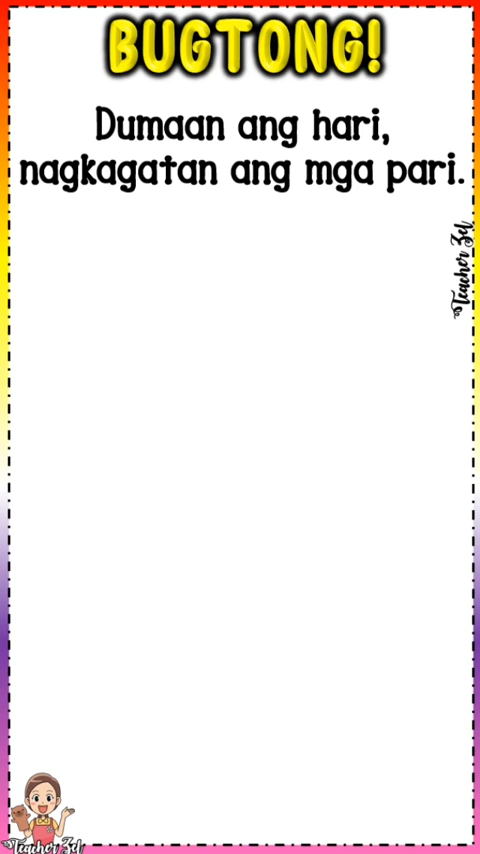 BUGTONG!
Dumaan ang hari,
nagkagatan ang mga pari.
Teacher Zel
Teacher Zel